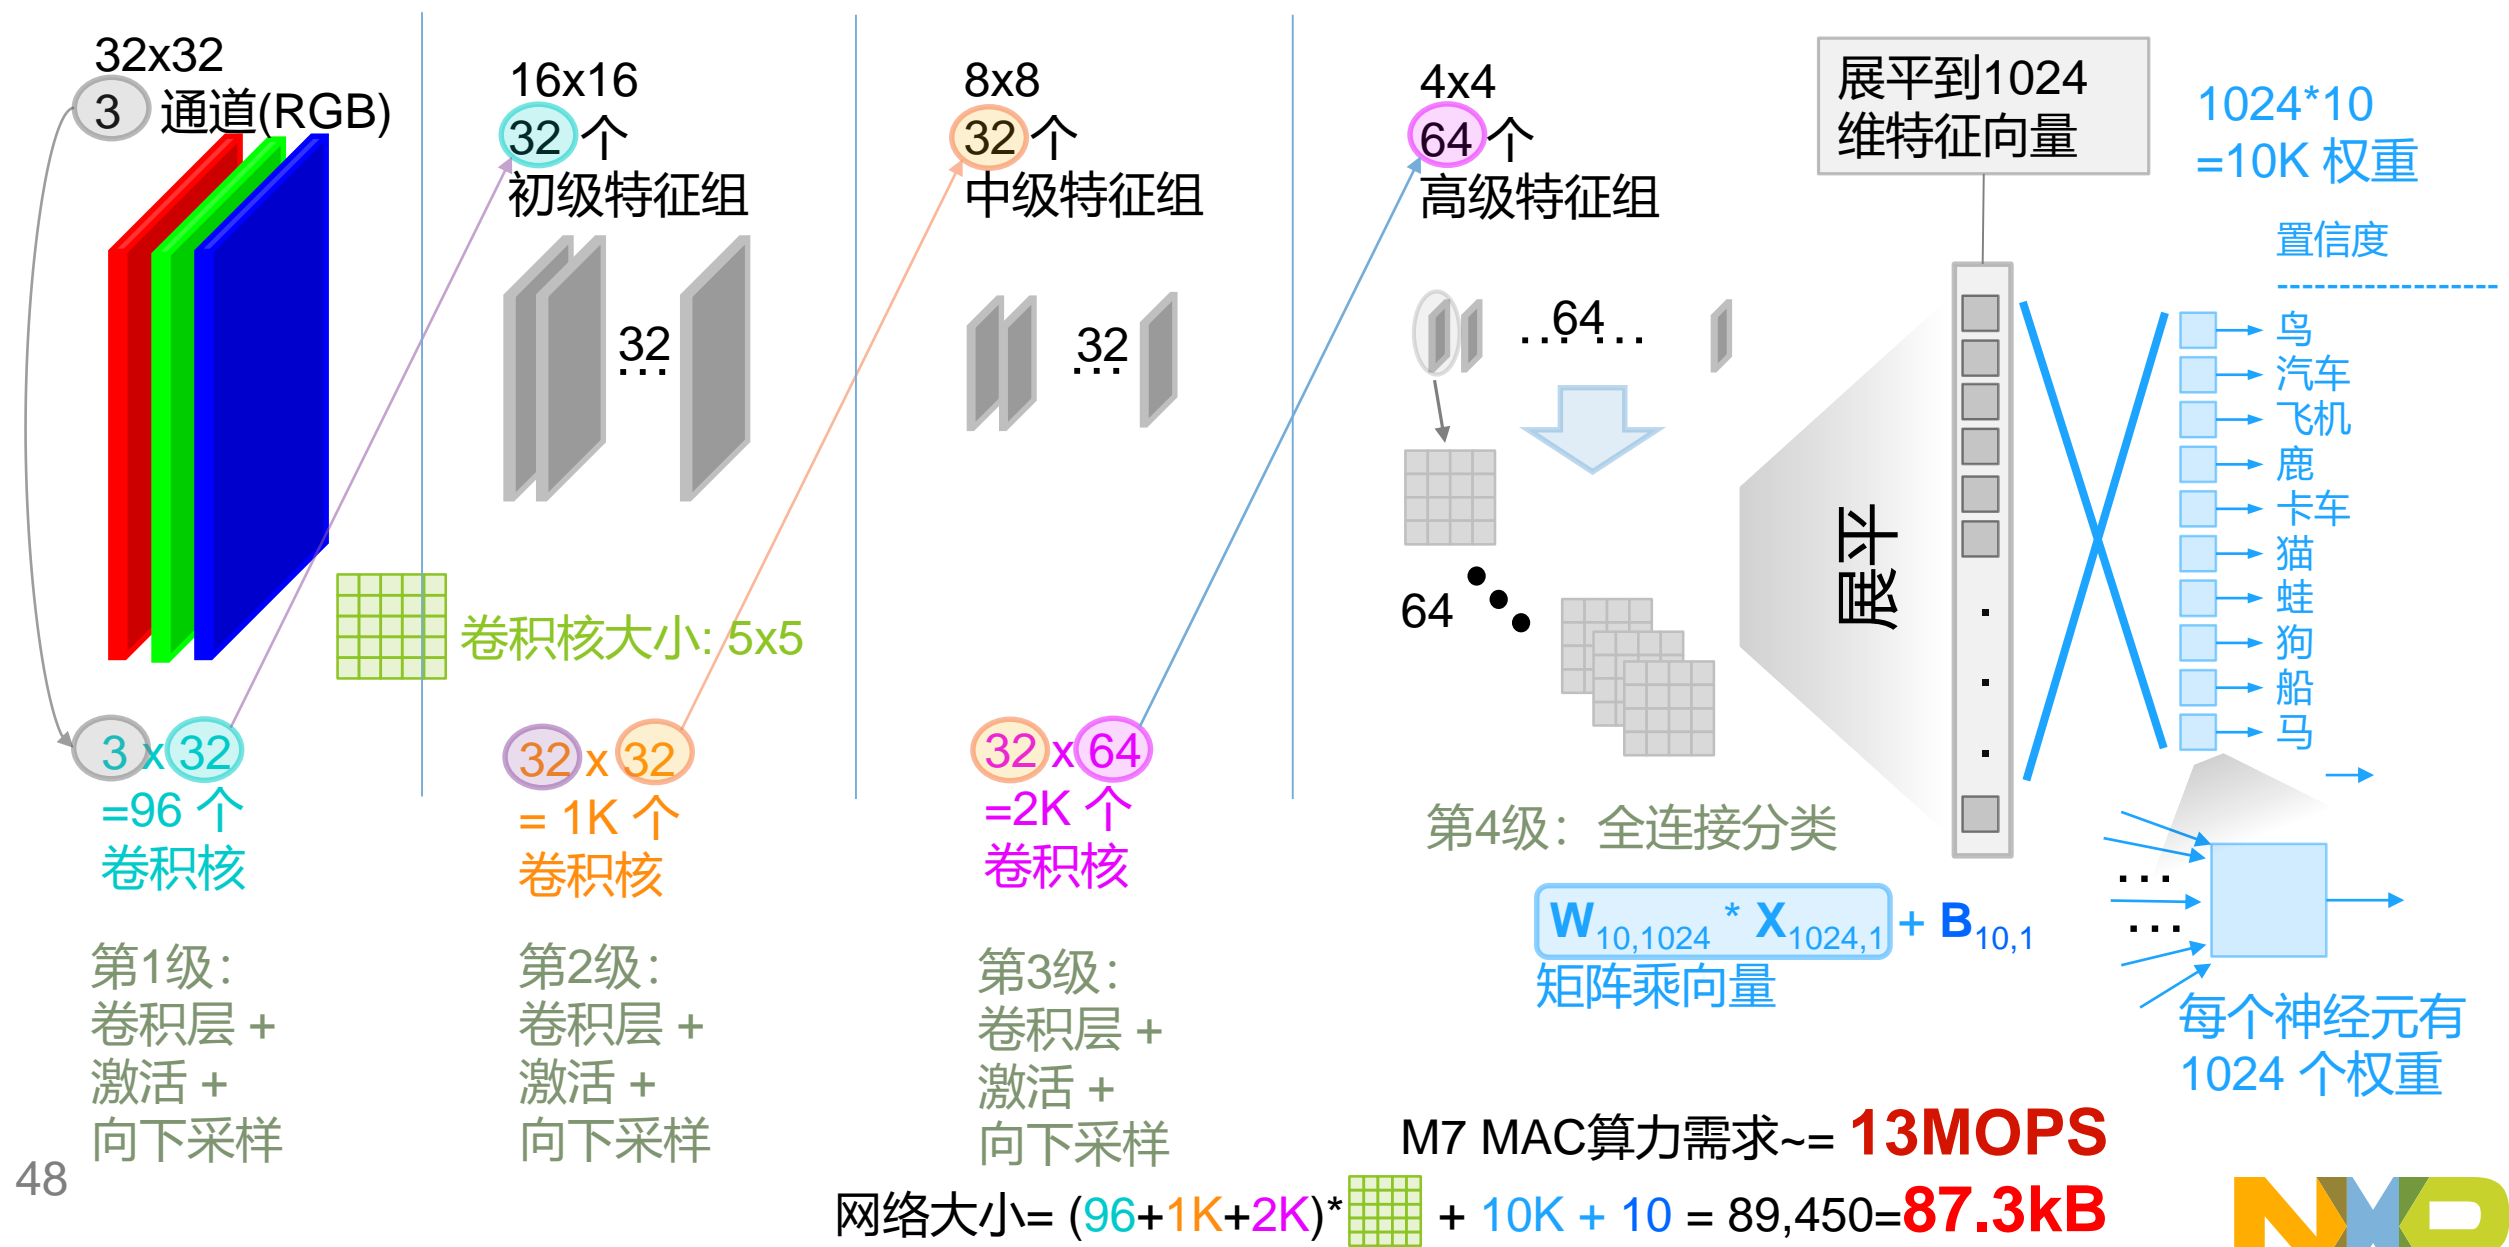 32x32
3 通道(RGB)
3 x 32
=96 个
卷积核
第1级：
卷积层 +
激活 +
向下采样
48
16x16
32 个
初级特征组
32
...
卷积核大小: 5x5
32 x 32
= 1K 个
卷积核
第2级：
卷积层 +
激活 +
向下采样
8x8
32 个
中级特征组
32
...
32 x 64
=2K 个
卷积核
第3级：
卷积层 +
激活 +
向下采样
4x4
64 个
高级特征组
...64...
64
展平到1024
维特征向量
展平
第4级：全连接分类
W10,1024 * X1024,1 + B10,1
矩阵乘向量
1024*10
=10K 权重
置信度
------------------
鸟
汽车
飞机
鹿
卡车
猫
蛙
狗
船
马
...
...
每个神经元有
1024 个权重
M7 MAC算力需求~= 13MOPS
网络大小= (96+1K+2K)* + 10K + 10 = 89,450=87.3kB
NXP